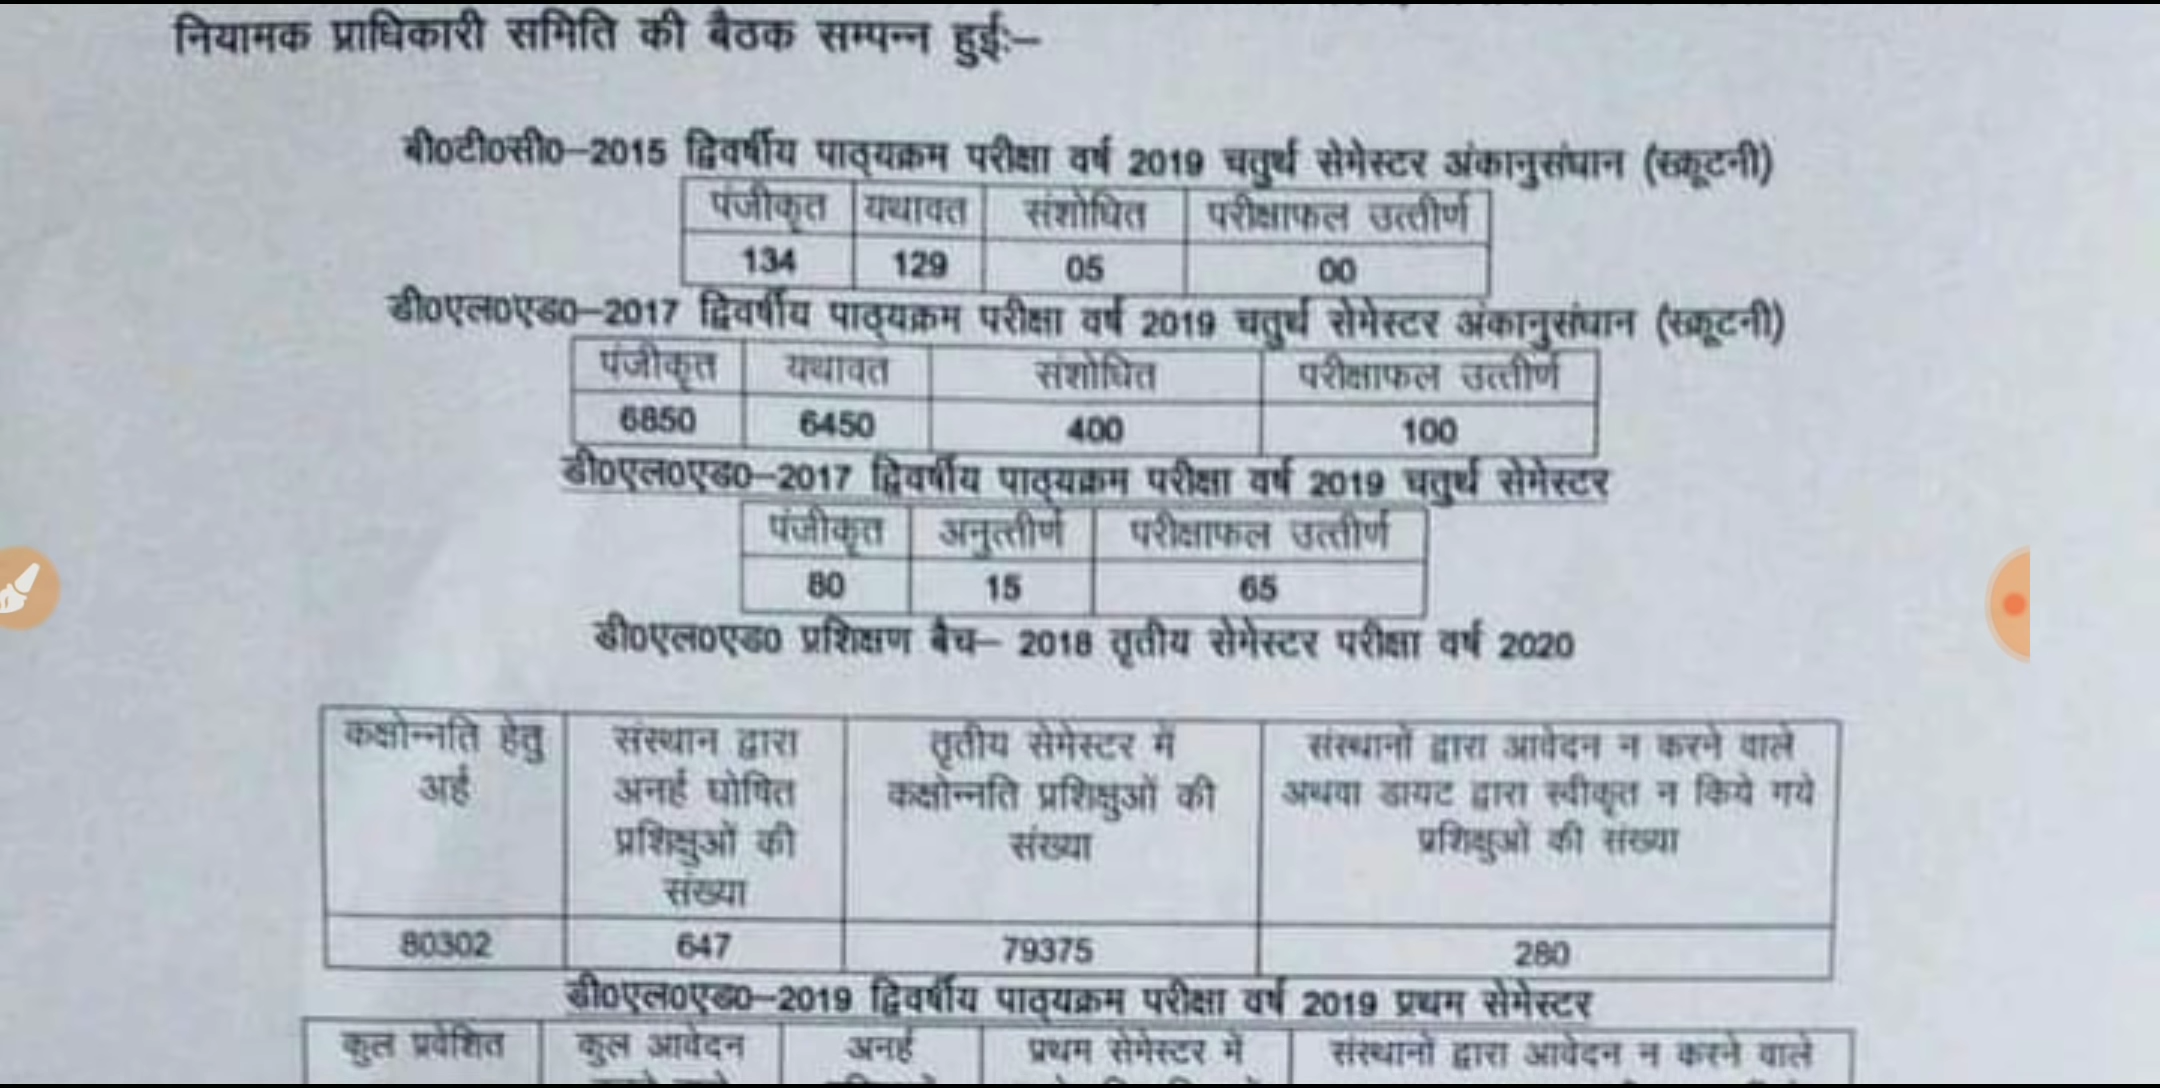 नियामक प्राधिकारी समिति की बैठक सम्पन्न हुईः–
बी0टी0सी0–2015 द्विवर्षीय पाठ्यक्रम परीक्षा वर्ष 2019 चतुर्थ सेमेस्टर अंकानुसंधान (स्क्रूटनी)
पंजीकृत यथावत संशोधित परीक्षाफल उत्तीर्ण
134 129 05 00
डी0एल0एड0–2017 द्विवर्षीय पाठ्यक्रम परीक्षा वर्ष 2019 चतुर्थ सेमेस्टर अंकानुसंधान (स्क्रूटनी)
पंजीकृत यथावत संशोधित परीक्षाफल उत्तीर्ण
6850 6450 400 100
डी0एल0एड0–2017 द्विवर्षीय पाठ्यक्रम परीक्षा वर्ष 2019 चतुर्थ सेमेस्टर
पंजीकृत अनुत्तीर्ण परीक्षाफल उत्तीर्ण
80 15 65
डी0एल0एड0 प्रशिक्षण बैच– 2018 तृतीय सेमेस्टर परीक्षा वर्ष 2020
कक्षोन्नति हेतु संस्थान द्वारा तृतीय सेमेस्टर में संस्थानों द्वारा आवेदन न करने वाले
अर्ह अनर्ह घोषित कक्षोन्नति प्रशिक्षुओं की अथवा डायट द्वारा स्वीकृत न किये गये
प्रशिक्षुओं की संख्या प्रशिक्षुओं की संख्या
संख्या
80302 647 79375 280
डी0एल0एड0–2019 द्विवर्षीय पाठ्यक्रम परीक्षा वर्ष 2019 प्रथम सेमेस्टर
कुल प्रवेशित कुल आवेदन अनर्ह प्रथम सेमेस्टर में संस्थानों द्वारा आवेदन न करने वाले